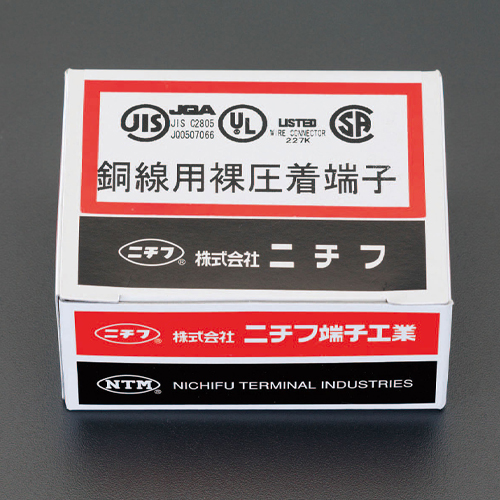 JIS
JQA
JIS C2805
JQ0507066
UL
LISTED
WIRE CONNECTOR
227K
SA
銅線用裸圧着端子
ニチフ® 株式会社 ニチフ
ニチフ® 株式会社 ニチフ端子工業
NTM® NICHIFU TERMINAL INDUSTRIES